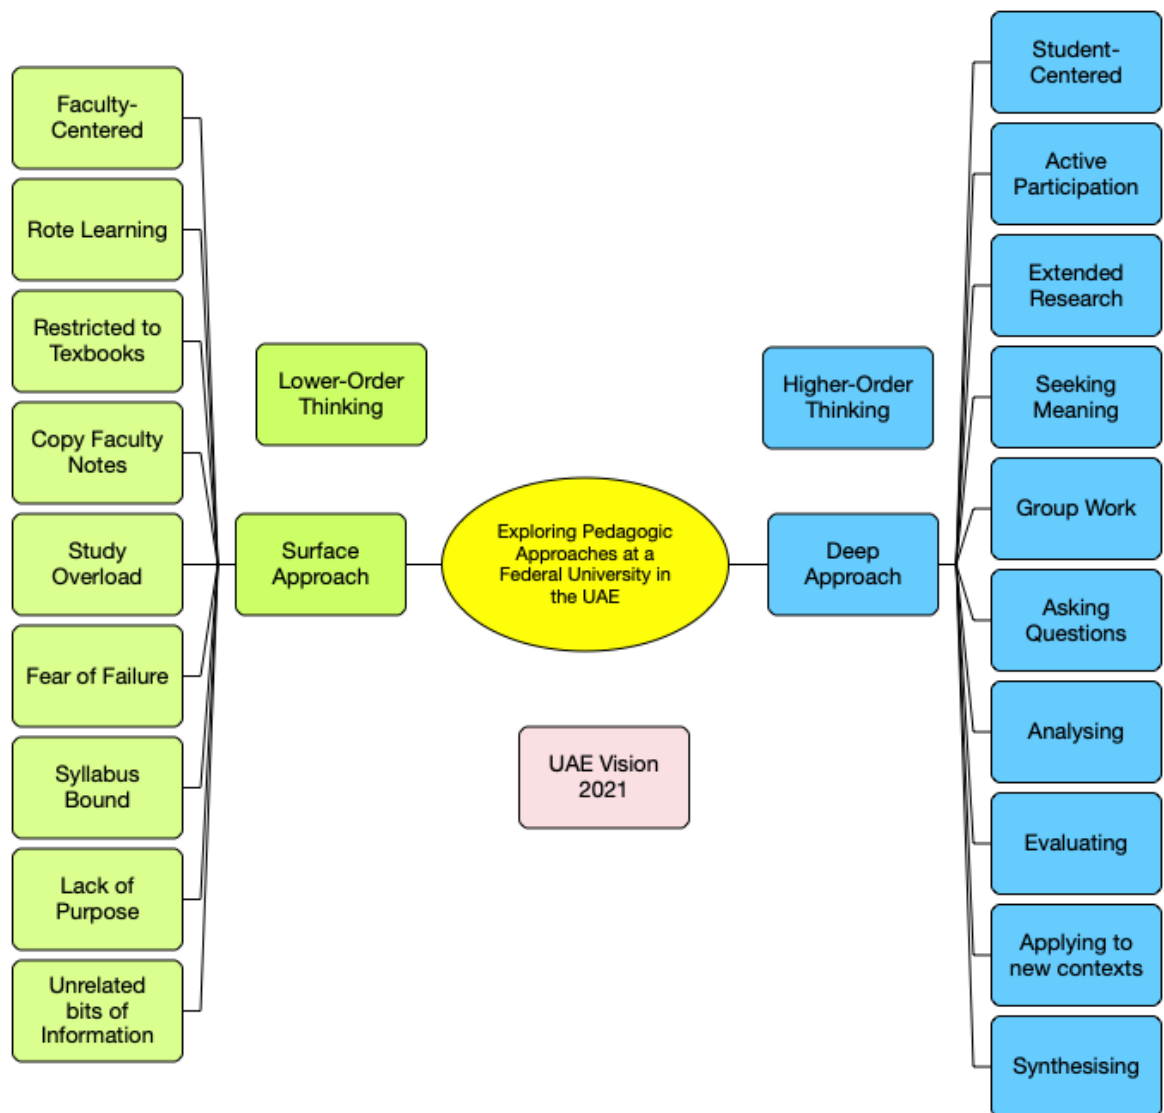 Faculty-
Centered
Rote Learning
Restricted to
Texbooks
Copy Faculty
Notes
Study
Overload
Fear of Failure
Syllabus
Bound
Lack of
Purpose
Unrelated
bits of
Information
Lower-Order
Thinking
Surface
Approach
Exploring Pedagogic
Approaches at a
Federal University in
the UAE
UAE Vision
2021
Higher-Order
Thinking
Deep
Approach
Student-
Centered
Active
Participation
Extended
Research
Seeking
Meaning
Group Work
Asking
Questions
Analysing
Evaluating
Applying to
new contexts
Synthesising